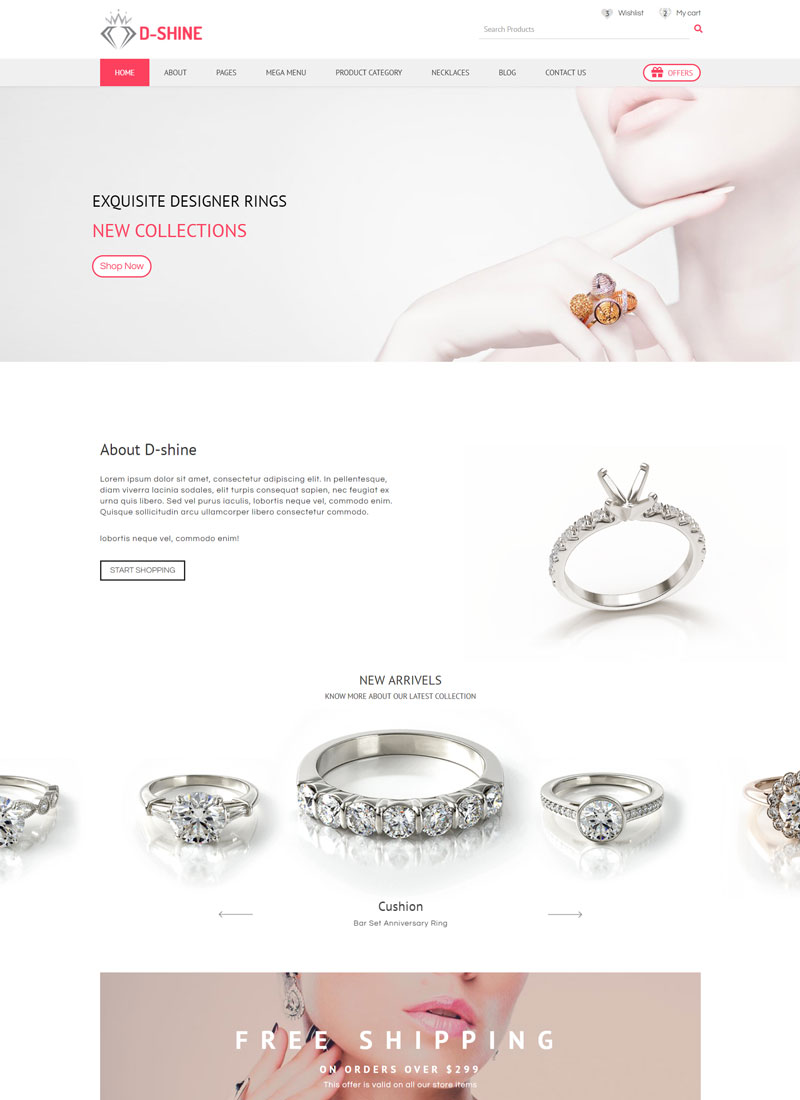 D-SHINE
3 Wishlist 2 My cart
Search Products
HOME ABOUT PAGES MEGA MENU PRODUCT CATEGORY NECKLACES BLOG CONTACT US OFFERS
EXQUISITE DESIGNER RINGS
NEW COLLECTIONS
Shop Now
About D-shine
Lorem ipsum dolor sit amet, consectetur adipiscing elit. In pellentesque,
diam viverra lacinia sodales, elit turpis consequat sapien, nec feugiat ex
urna quis libero. Sed vel purus iaculis, lobortis neque vel, commodo enim.
Quisque sollicitudin arcu ullamcorper libero consectetur commodo.
lobortis neque vel, commodo enim!
START SHOPPING
NEW ARRIVELS
KNOW MORE ABOUT OUR LATEST COLLECTION
Cushion
Bar Set Anniversary Ring
FREE SHIPPING
ON ORDERS OVER $299
This offer is valid on all our store items